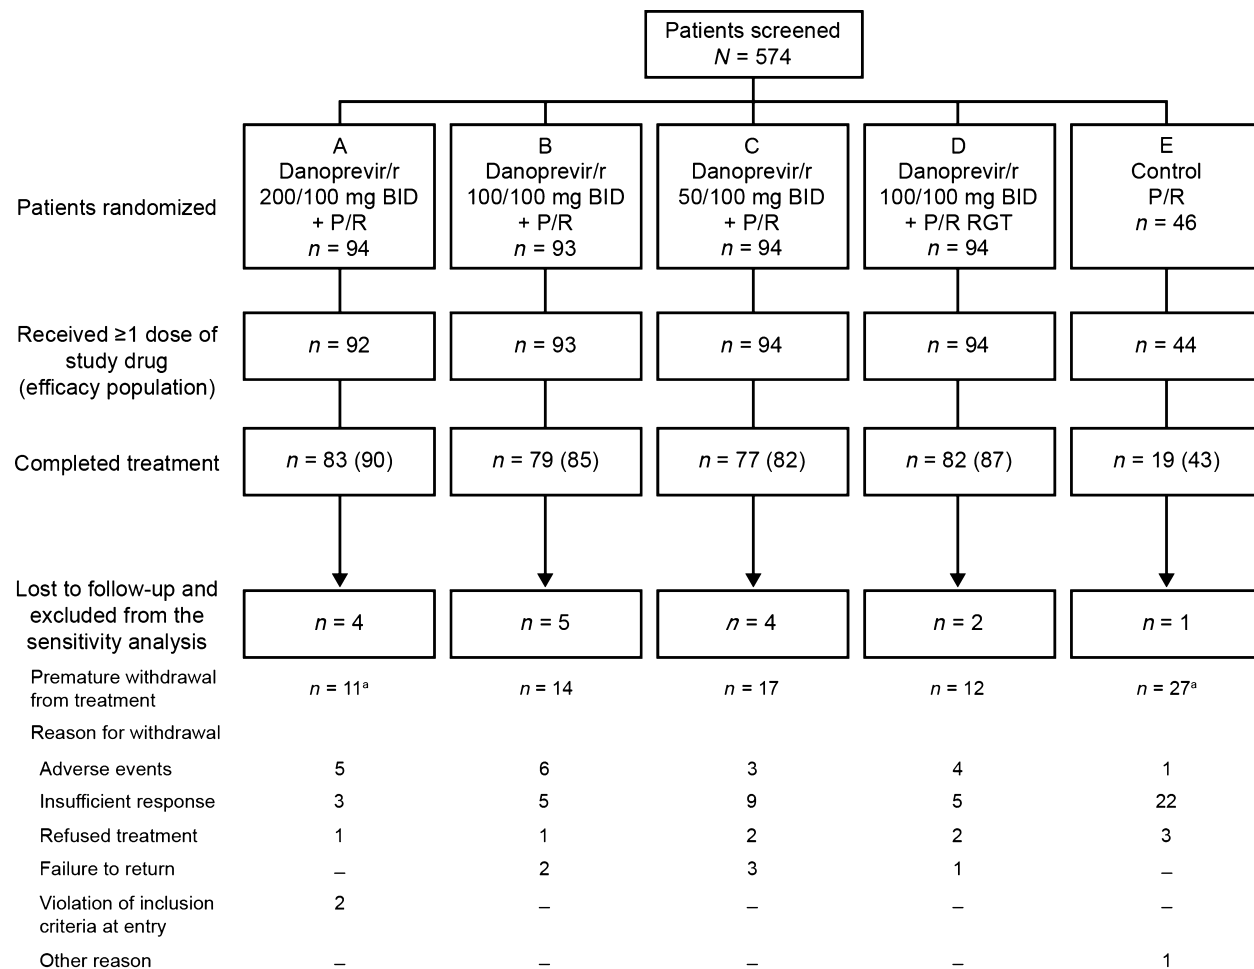 Patients screened
N = 574
Patients randomized
A
Danoprevir/r
200/100 mg BID
+ P/R
n = 94
B
Danoprevir/r
100/100 mg BID
+ P/R
n = 93
C
Danoprevir/r
50/100 mg BID
+ P/R
n = 94
D
Danoprevir/r
100/100 mg BID
+ P/R RGT
n = 94
E
Control
P/R
n = 46
Received ≥1 dose of
study drug
(efficacy population)
n = 92
n = 93
n = 94
n = 94
n = 44
Completed treatment
n = 83 (90)
n = 79 (85)
n = 77 (82)
n = 82 (87)
n = 19 (43)
Lost to follow-up and
excluded from the
sensitivity analysis
n = 4
n = 5
n = 4
n = 2
n = 1
Premature withdrawal
from treatment
n = 11ᵃ
n = 14
n = 17
n = 12
n = 27ᵃ
Reason for withdrawal
Adverse events 5 6 3 4 1
Insufficient response 3 5 9 5 22
Refused treatment 1 1 2 2 3
Failure to return – 2 3 1 –
Violation of inclusion
criteria at entry
2 – – – –
Other reason – – – – 1